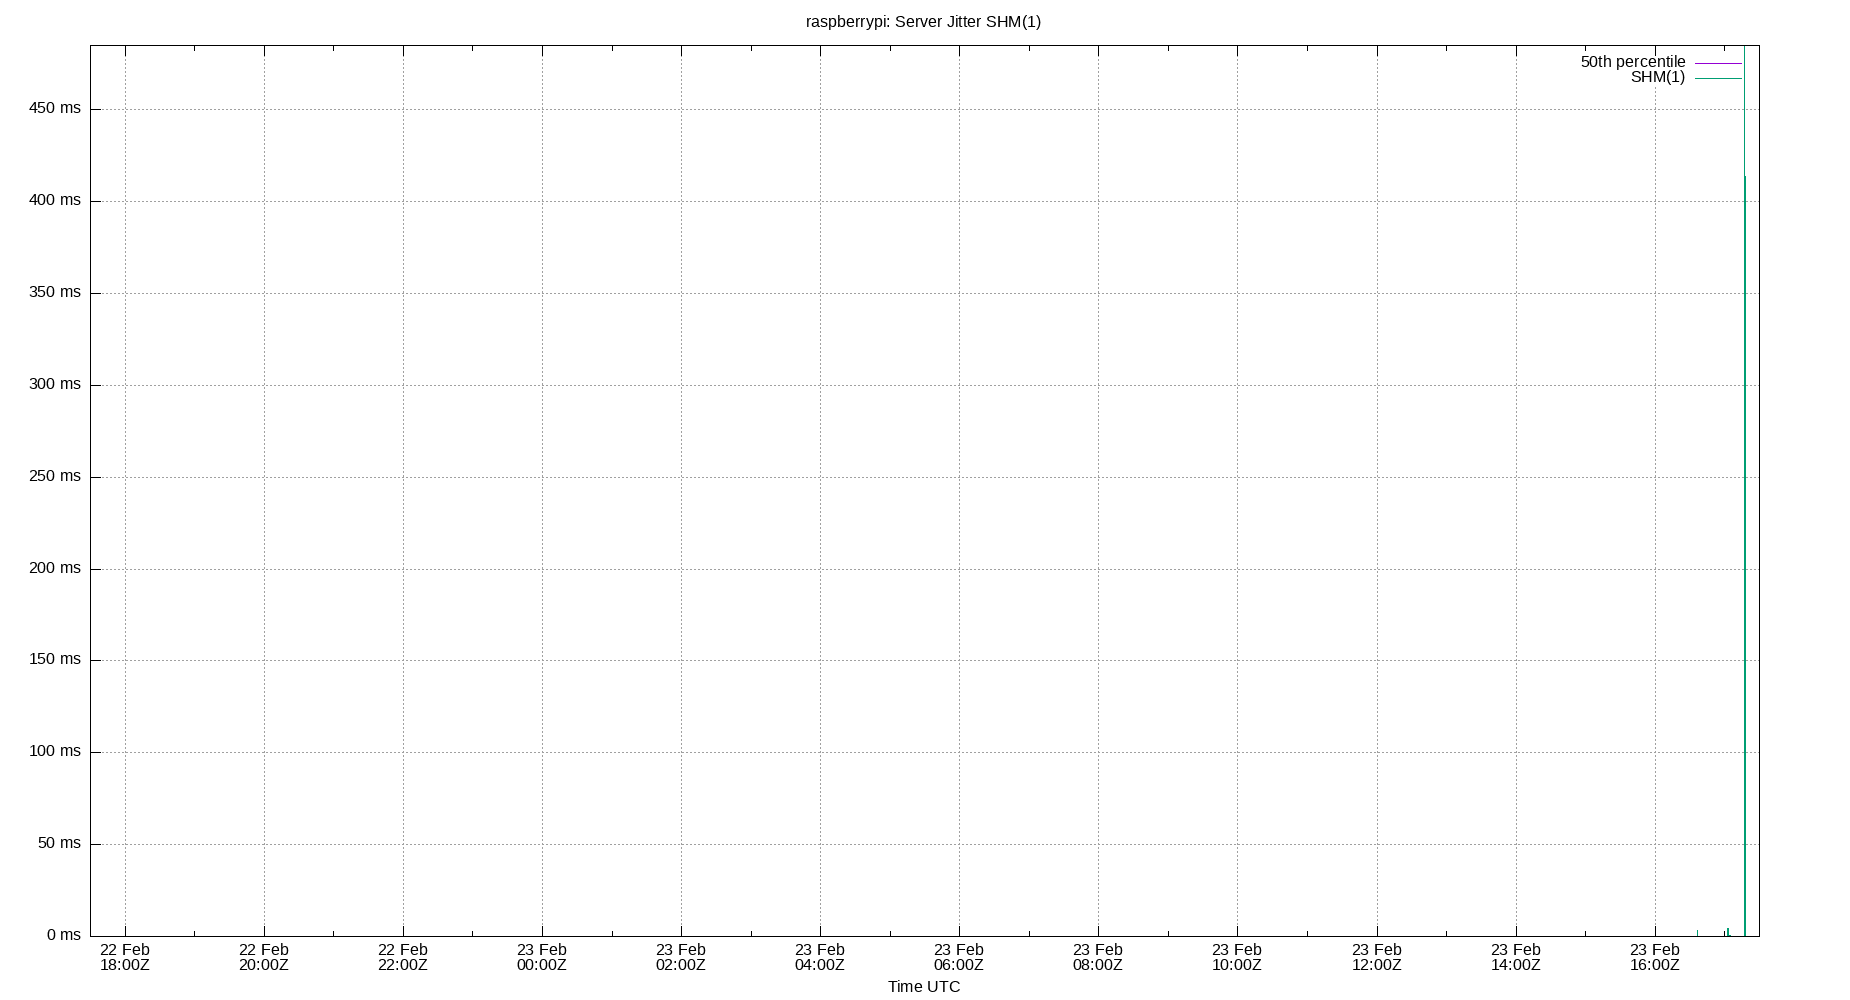 raspberrypi: Server Jitter SHM(1)
50th percentile
SHM(1)
450 ms
400 ms
350 ms
300 ms
250 ms
200 ms
150 ms
100 ms
50 ms
0 ms
22 Feb 22 Feb 22 Feb 23 Feb 23 Feb 23 Feb 23 Feb 23 Feb 23 Feb 23 Feb 23 Feb 23 Feb
18:00Z 20:00Z 22:00Z 00:00Z 02:00Z 04:00Z 06:00Z 08:00Z 10:00Z 12:00Z 14:00Z 16:00Z
Time UTC